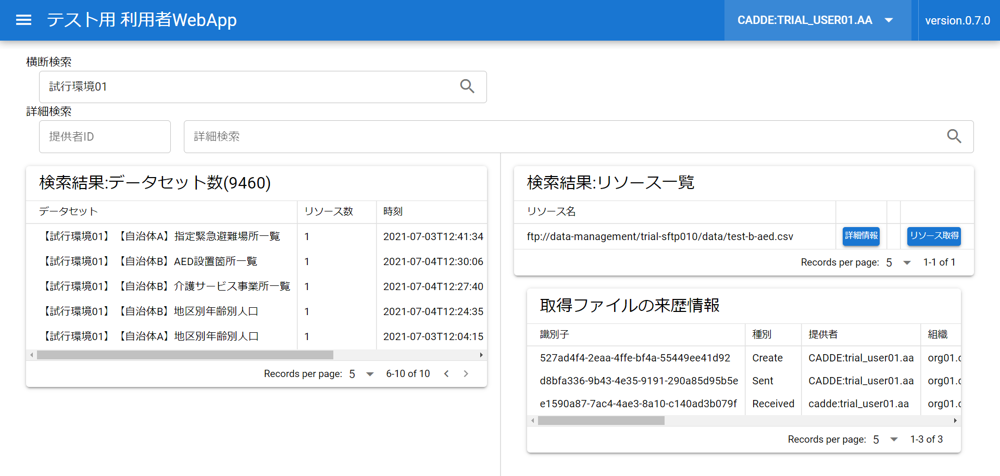 テスト用 利用者WebApp
CADDE:TRIAL_USER01.AA
version.0.7.0
横断検索
試行環境01
詳細検索
提供者ID
詳細検索
検索結果:データセット数(9460)
データセット リソース数 時刻
【試行環境01】【自治体A】指定緊急避難場所一覧 1 2021-07-03T12:41:34
【試行環境01】【自治体B】AED設置箇所一覧 1 2021-07-04T12:30:06
【試行環境01】【自治体B】介護サービス事業所一覧 1 2021-07-04T12:27:40
【試行環境01】【自治体B】地区別年齢別人口 1 2021-07-04T12:24:35
【試行環境01】【自治体A】地区別年齢別人口 1 2021-07-03T12:04:15
Records per page: 5 6-10 of 10
検索結果:リソース一覧
リソース名
ftp://data-management/trial-sftp010/data/test-b-aed.csv 詳細情報 リソース取得
Records per page: 5 1-1 of 1
取得ファイルの来歴情報
識別子 種別 提供者 組織
527ad4f4-2eaa-4ffe-bf4a-55449ee41d92 Create CADDE:trial_user01.aa org01.c
d8bfa336-9b43-4e35-9191-290a85d95b5e Sent CADDE:trial_user01.aa org01.c
e1590a87-7ac4-4ae3-8a10-c140ad3b079f Received cadde:trial_user01.aa org01.c
Records per page: 5 1-3 of 3